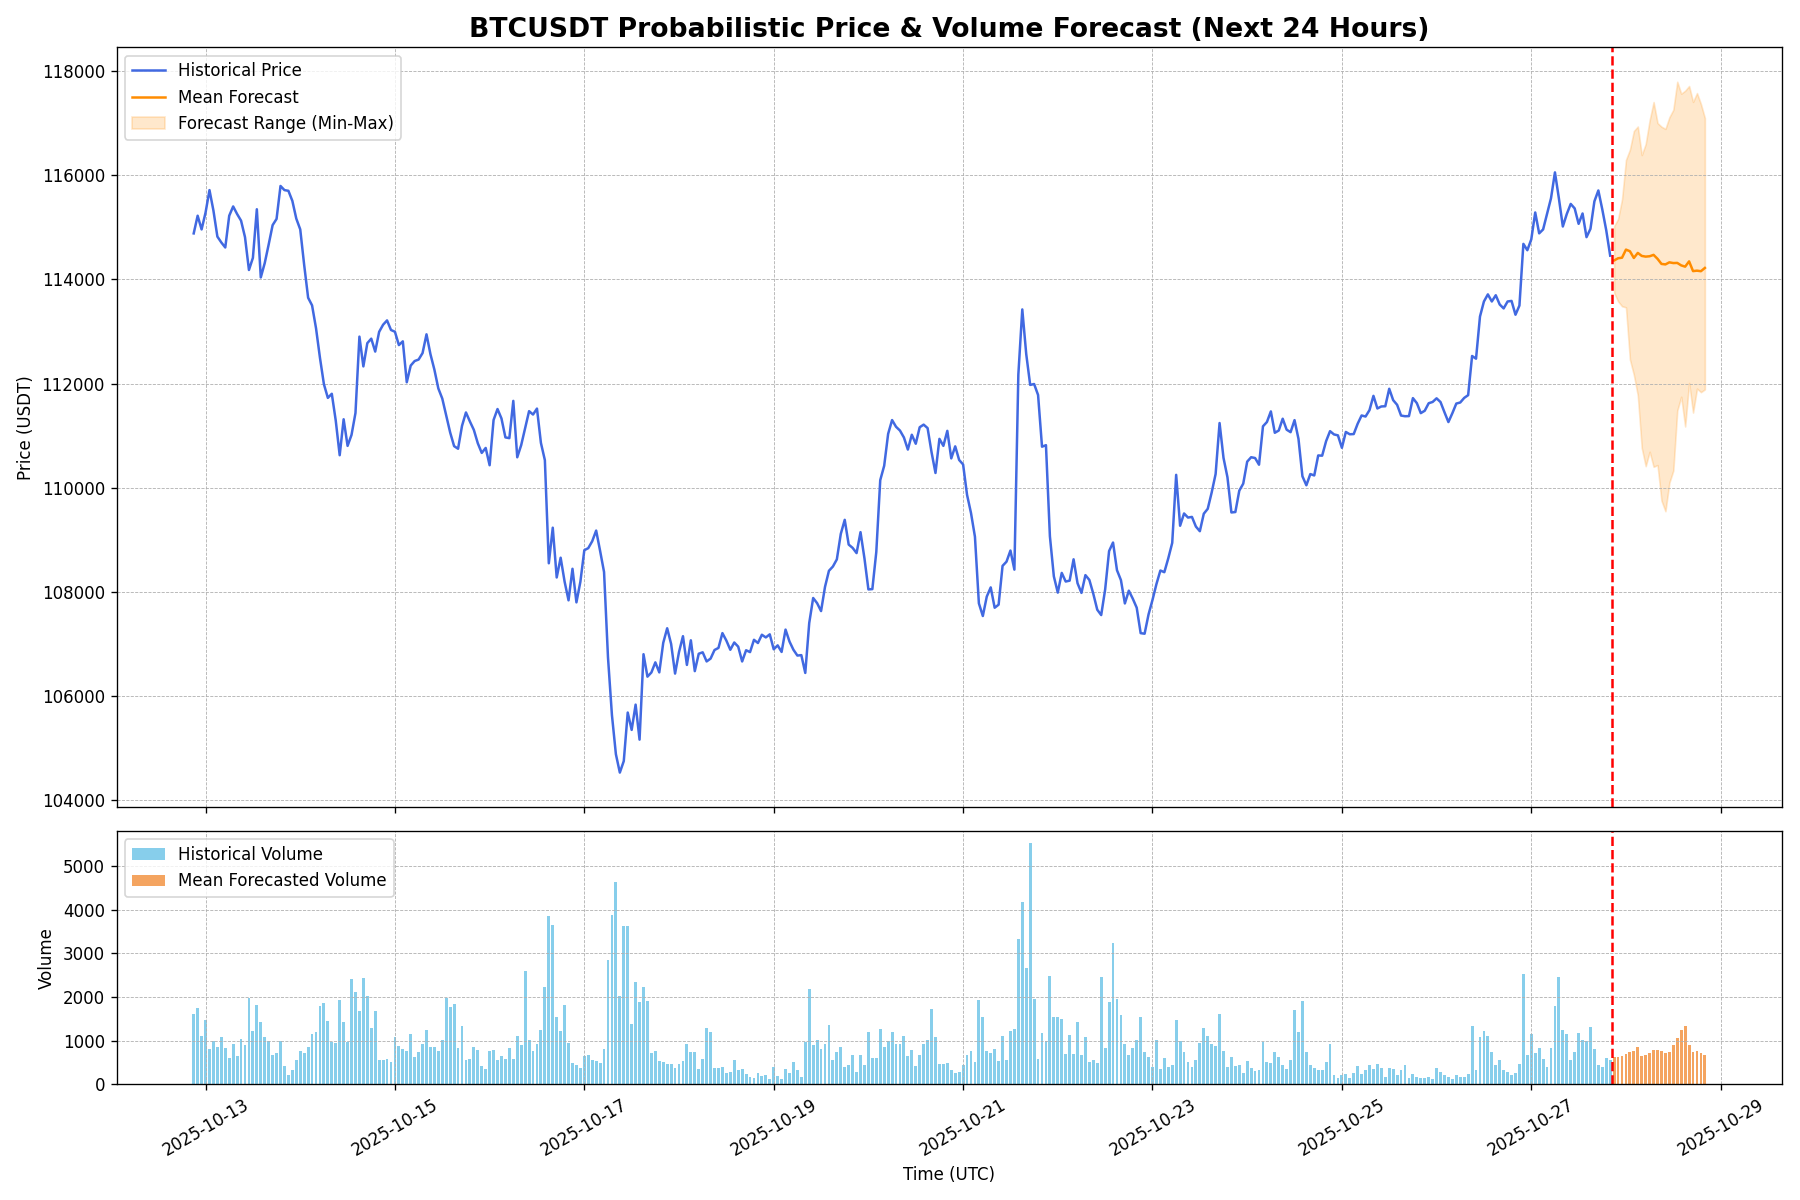 BTCUSDT Probabilistic Price & Volume Forecast (Next 24 Hours)
Historical Price
Mean Forecast
Forecast Range (Min-Max)
118000
116000
114000
112000
110000
108000
106000
104000
Price (USDT)
Historical Volume
Mean Forecasted Volume
5000
4000
3000
2000
1000
0
Volume
2025-10-13
2025-10-15
2025-10-17
2025-10-19
2025-10-21
2025-10-23
2025-10-25
2025-10-27
2025-10-29
Time (UTC)